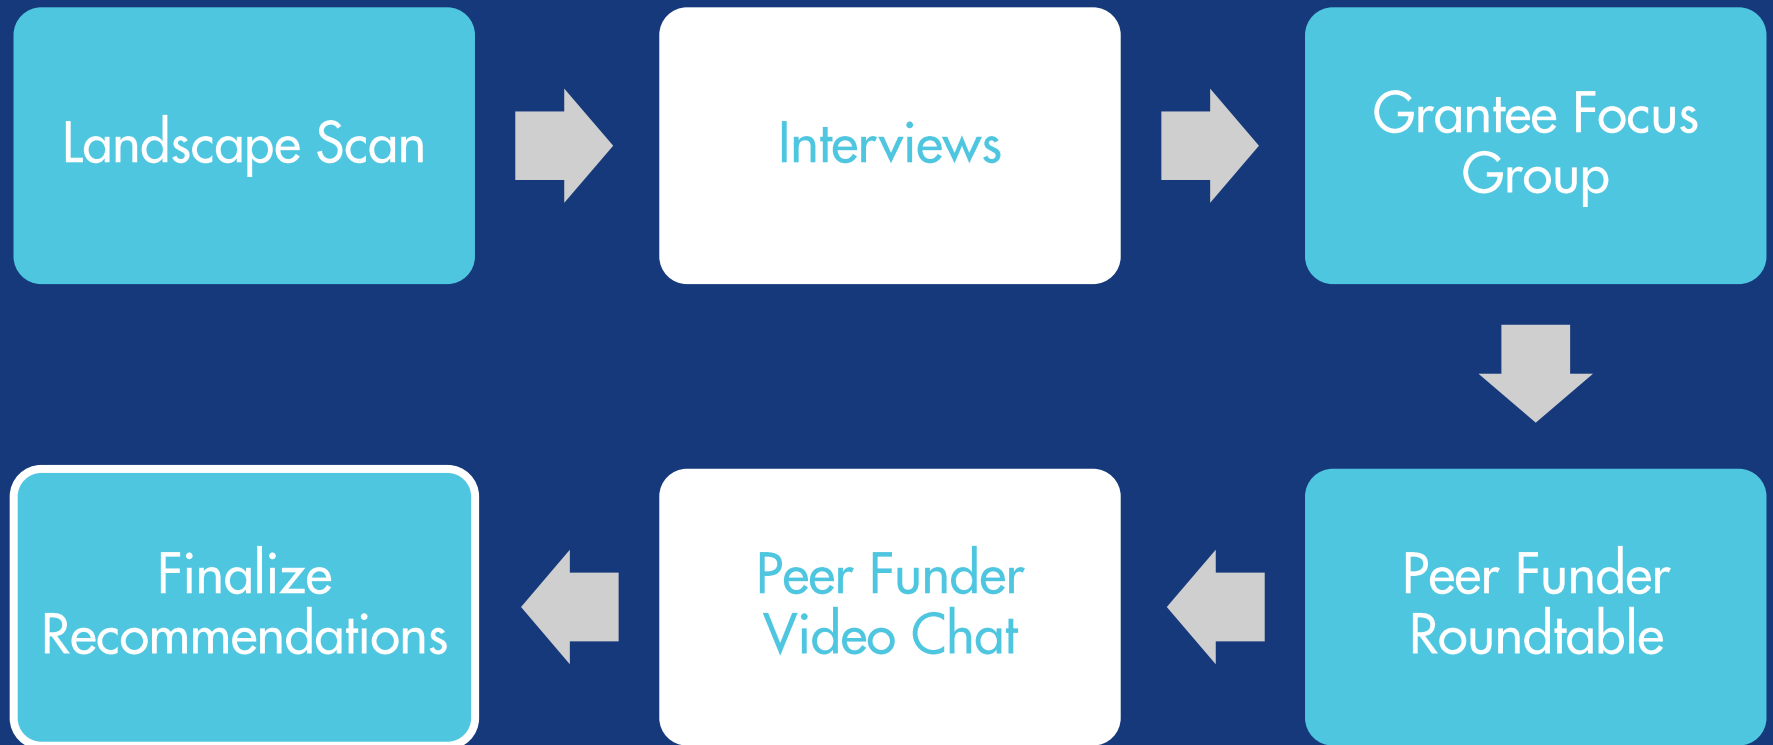 Landscape Scan
Interviews
Grantee Focus
Group
Finalize
Recommendations
Peer Funder
Video Chat
Peer Funder
Roundtable